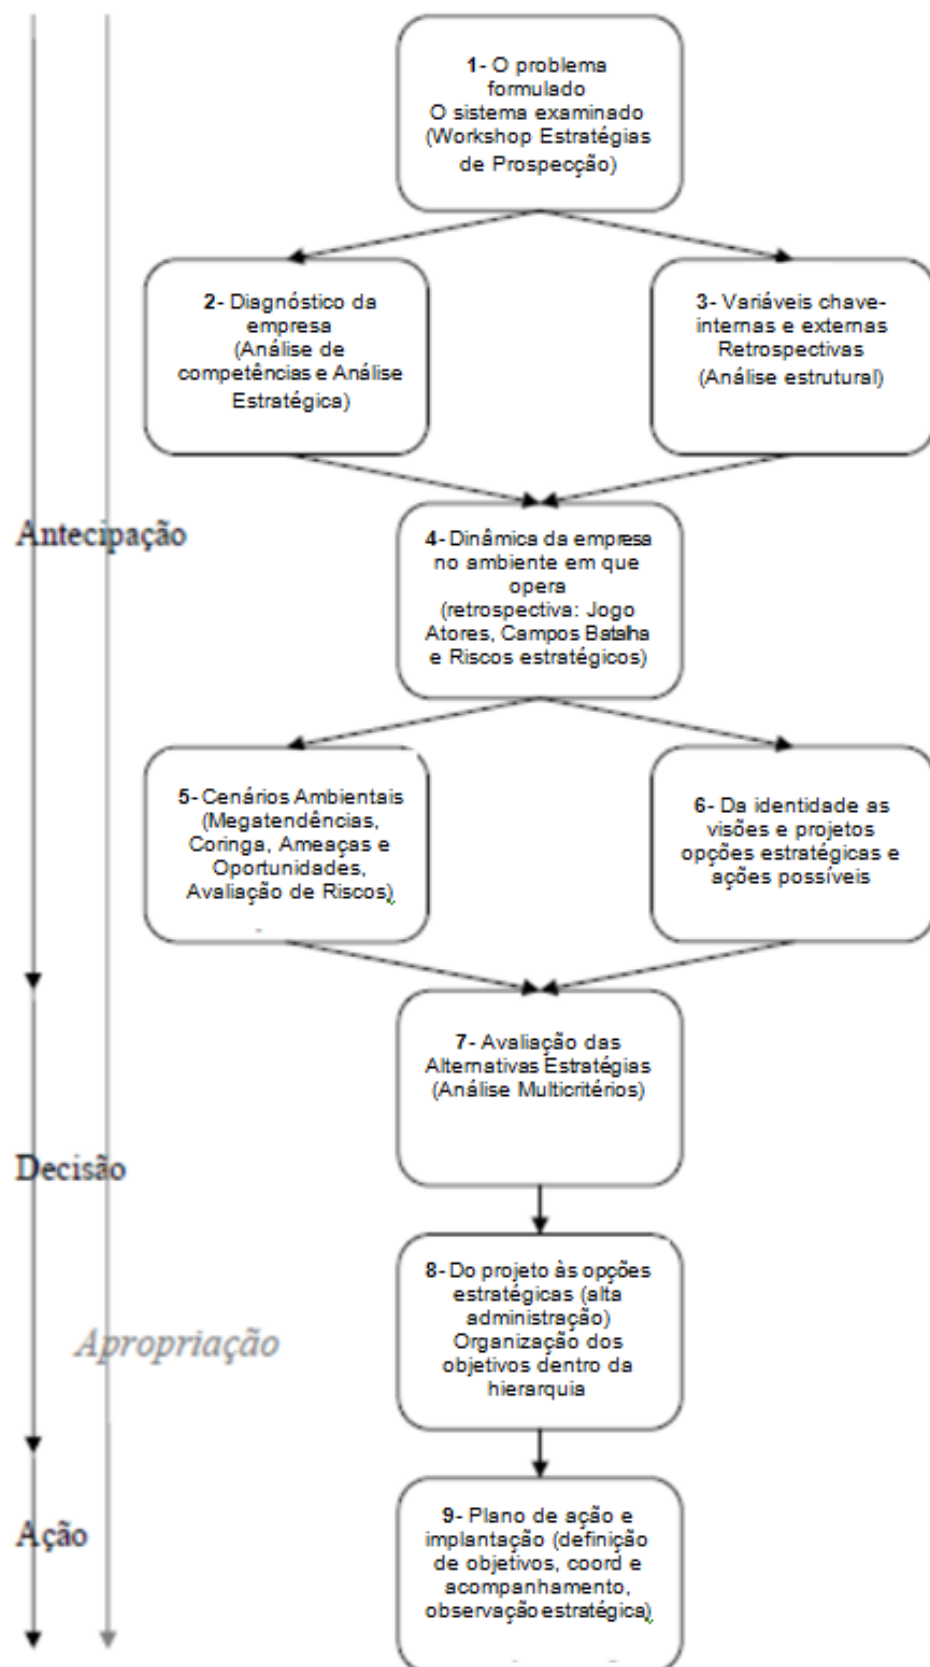 1- O problema
formulado
O sistema examinado
(Workshop Estratégias
de Prospecção)
2- Diagnóstico da
empresa
(Análise de
competências e Análise
Estratégica)
3- Variáveis chave-
internas e externas
Retrospectivas
(Análise estrutural)
Antecipação
4- Dinâmica da empresa
no ambiente em que
opera
(retrospectiva: Jogo
Atores, Campos Batalha
e Riscos estratégicos)
5- Cenários Ambientais
(Megatendências,
Coringa, Ameaças e
Oportunidades,
Avaliação de Riscos)
6- Da identidade as
visões e projetos
opções estratégicas e
ações possíveis
7- Avaliação das
Alternativas Estratégias
(Análise Multicritérios)
Decisão
8- Do projeto às opções
estratégicas (alta
administração)
Organização dos
objetivos dentro da
hierarquia
Apropriação
Ação
9- Plano de ação e
implantação (definição
de objetivos, coord e
acompanhamento,
observação estratégica)